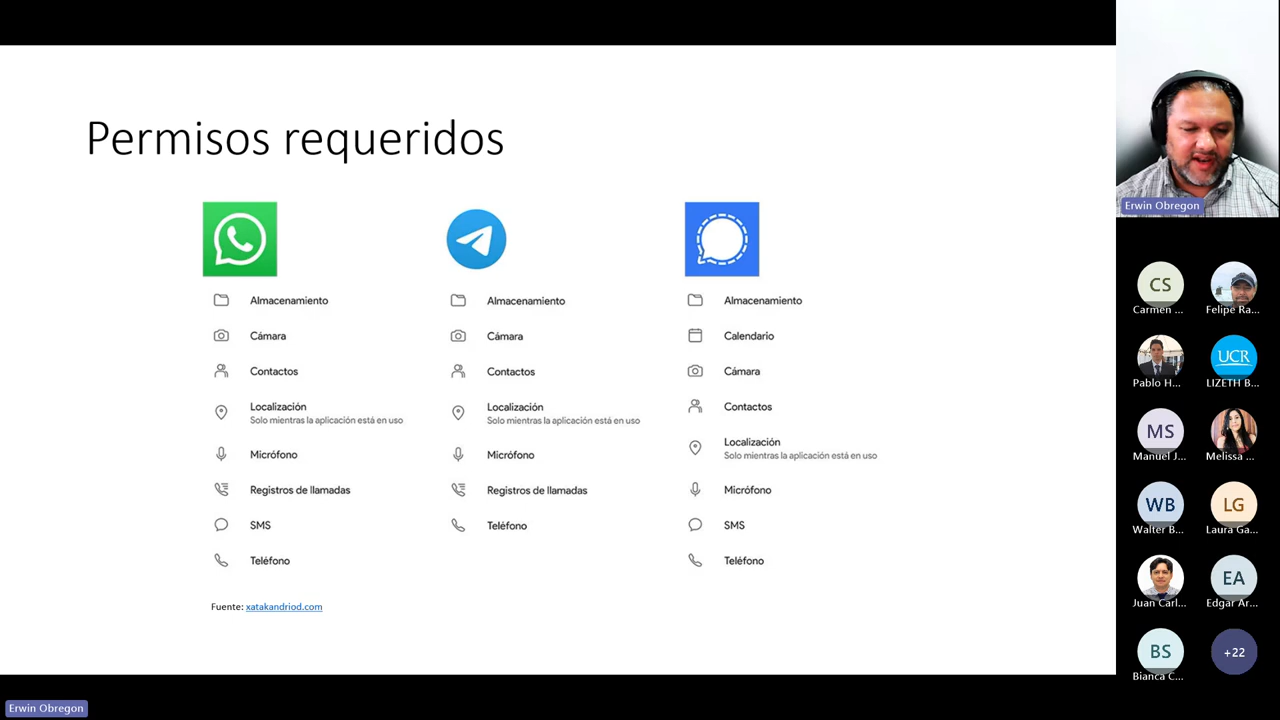 Permisos requeridos
Almacenamiento
Cámara
Contactos
Localización
Solo mientras la aplicación está en uso
Micrófono
Registros de llamadas
SMS
Teléfono
Almacenamiento
Cámara
Contactos
Localización
Solo mientras la aplicación está en uso
Micrófono
Registros de llamadas
Teléfono
Almacenamiento
Calendario
Cámara
Contactos
Localización
Solo mientras la aplicación está en uso
Micrófono
SMS
Teléfono
Fuente: xatakandriod.com
Erwin Obregon
CS
Carmen ...
Felipe Ra...
Pablo H...
UCR
LIZETH B...
MS
Manuel J...
Melissa ...
WB
Walter B...
LG
Laura Ga...
Juan Carl...
EA
Edgar Ar...
BS
Bianca C...
+22
Erwin Obregon